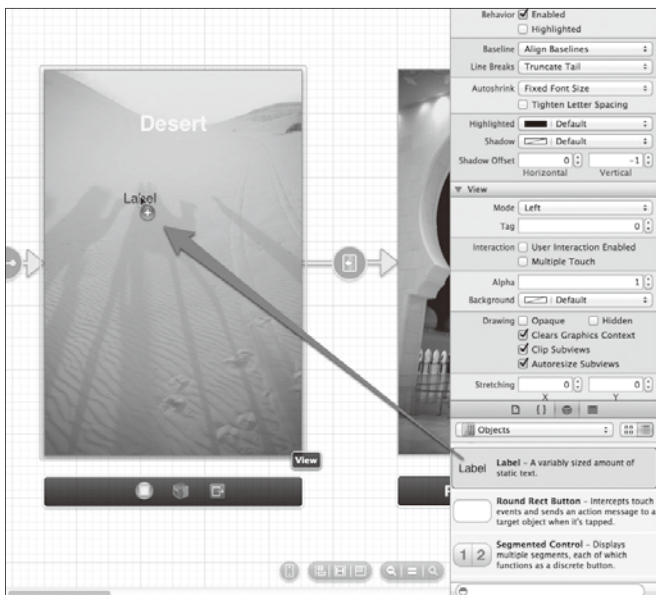 Behavior Enabled
Highlighted
Baseline Align Baselines
Line Breaks Truncate Tail
Autoshrink Fixed Font Size
Tighten Letter Spacing
Highlighted Default
Shadow Default
Shadow Offset 0 -1
Horizontal Vertical
View
Mode Left
Tag 0
Interaction User Interaction Enabled
Multiple Touch
Alpha 1
Background Default
Drawing Opaque Hidden
Clears Graphics Context
Clip Subviews
Autoresize Subviews
Stretching 0 0
X Y
Objects
Label Label – A variably sized amount of
static text.
Round Rect Button – Intercepts touch
events and sends an action message to a
target object when it's tapped.
1 2 Segmented Control – Displays
multiple segments, each of which
functions as a discrete button.
Desert
Label
View